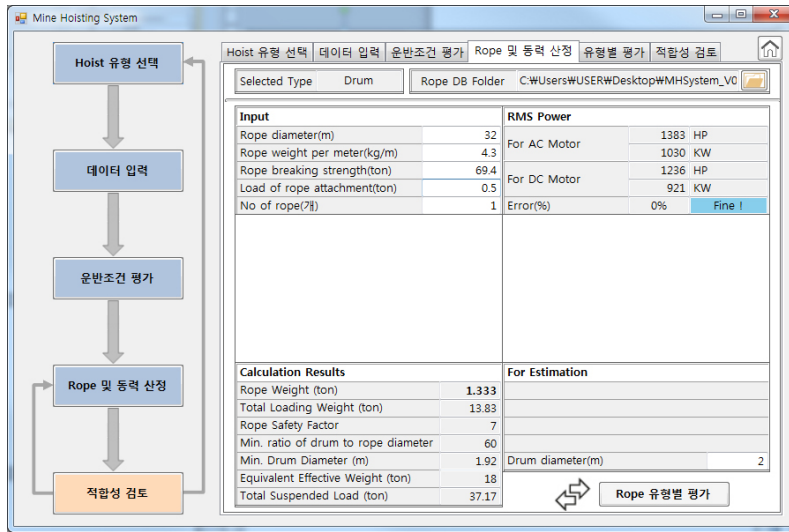 Mine Hoisting System
Hoist 유형 선택
데이터 입력
운반조건 평가
Rope 및 동력 산정
적합성 검토
Hoist 유형 선택 데이터 입력 운반조건 평가 Rope 및 동력 산정 유형별 평가 적합성 검토
Selected Type Drum Rope DB Folder C:₩Users₩USER₩Desktop₩MHSystem_V0
Input
Rope diameter(m) 32
Rope weight per meter(kg/m) 4.3
Rope breaking strength(ton) 69.4
Load of rope attachment(ton) 0.5
No of rope(개) 1
RMS Power
For AC Motor 1383 HP
1030 KW
For DC Motor 1236 HP
921 KW
Error(%) 0% Fine !
Calculation Results
Rope Weight (ton) 1.333
Total Loading Weight (ton) 13.83
Rope Safety Factor 7
Min. ratio of drum to rope diameter 60
Min. Drum Diameter (m) 1.92
Equivalent Effective Weight (ton) 18
Total Suspended Load (ton) 37.17
For Estimation
Drum diameter(m) 2
Rope 유형별 평가